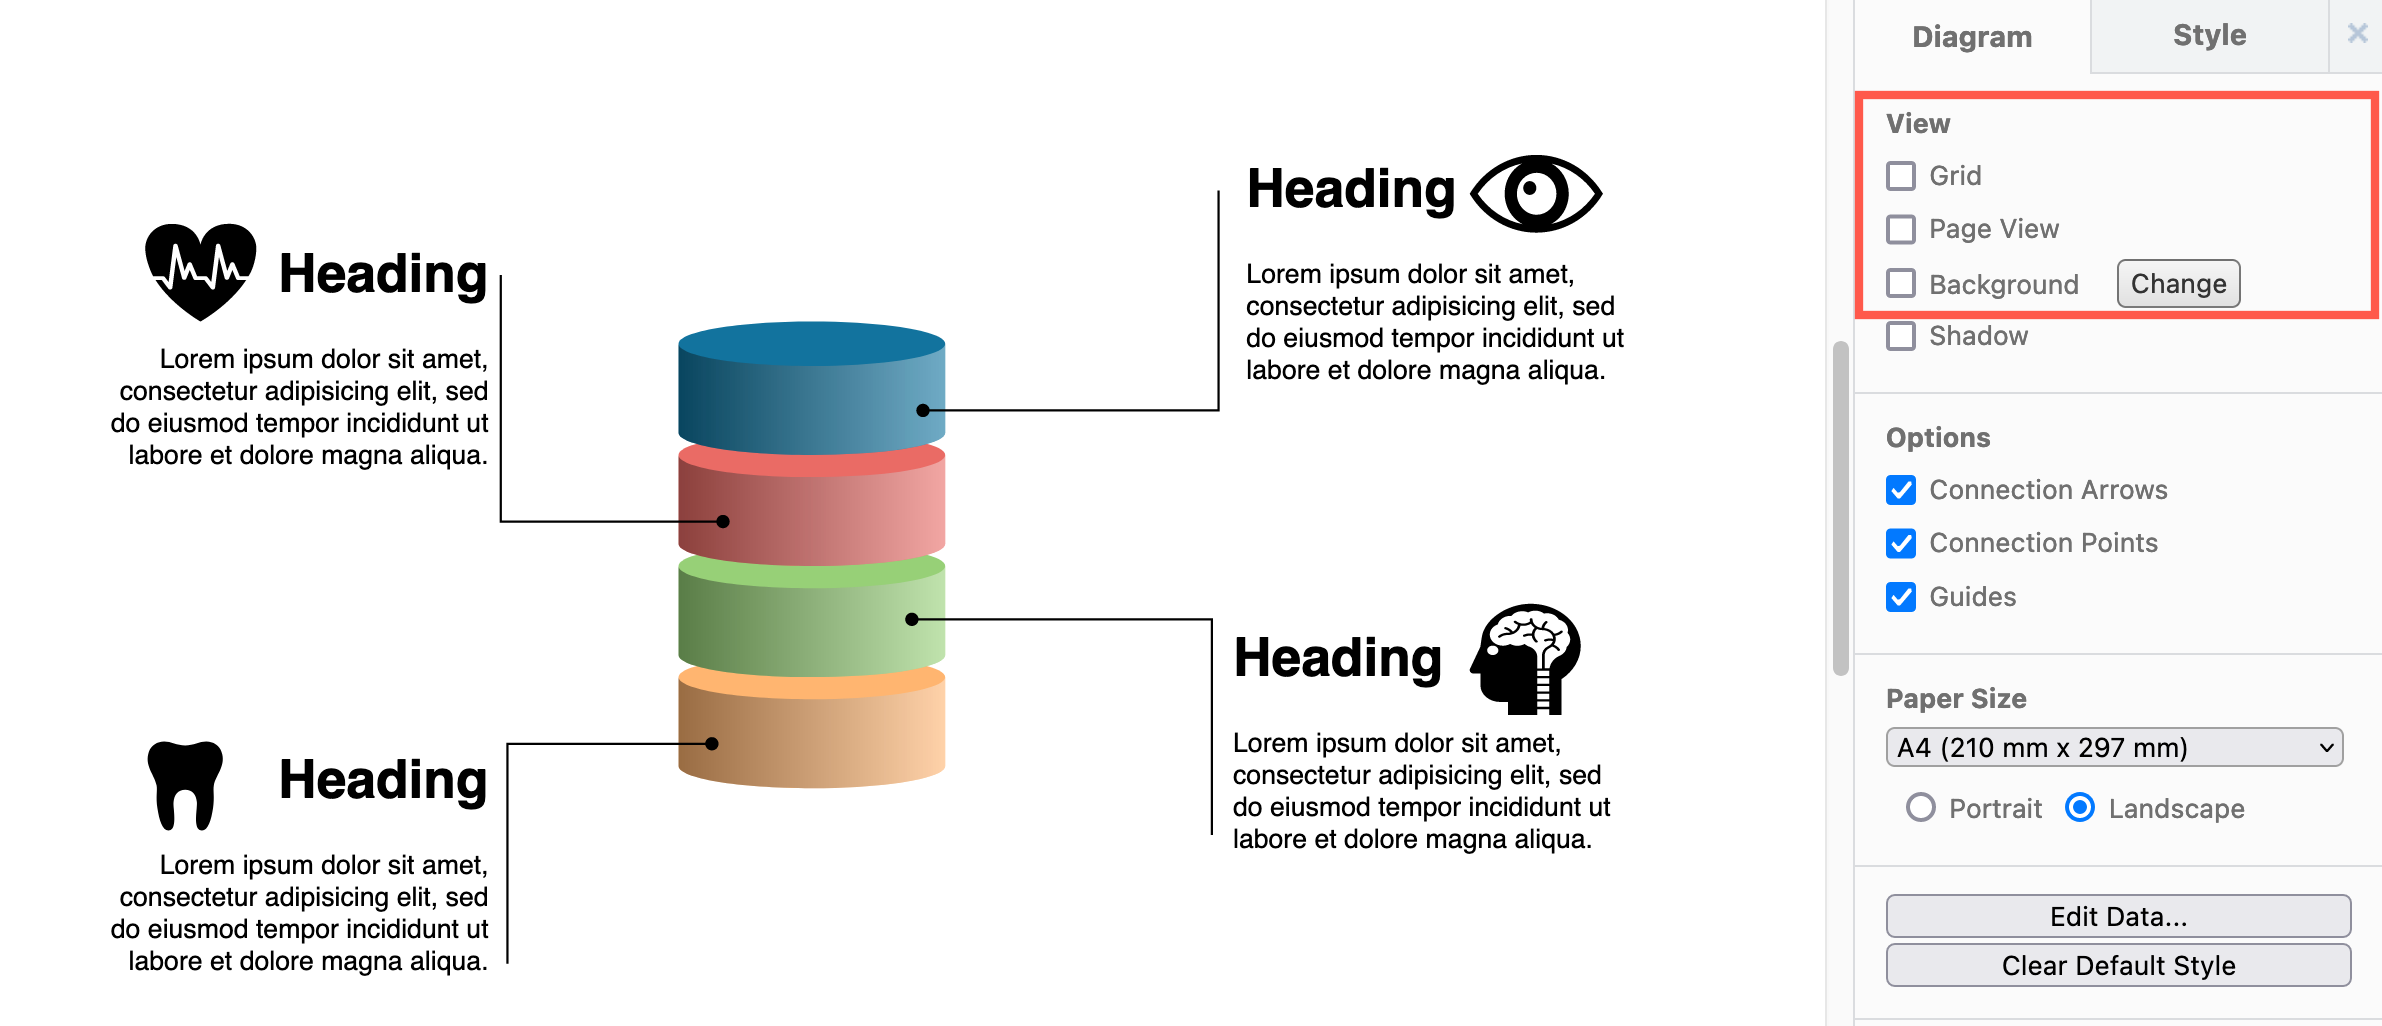 Heading
Lorem ipsum dolor sit amet,
consectetur adipisicing elit, sed
do eiusmod tempor incididunt ut
labore et dolore magna aliqua.
Heading
Lorem ipsum dolor sit amet,
consectetur adipisicing elit, sed
do eiusmod tempor incididunt ut
labore et dolore magna aliqua.
Heading
Lorem ipsum dolor sit amet,
consectetur adipisicing elit, sed
do eiusmod tempor incididunt ut
labore et dolore magna aliqua.
Heading
Lorem ipsum dolor sit amet,
consectetur adipisicing elit, sed
do eiusmod tempor incididunt ut
labore et dolore magna aliqua.
Diagram
Style
View
Grid
Page View
Background Change
Shadow
Options
Connection Arrows
Connection Points
Guides
Paper Size
A4 (210 mm x 297 mm)
Portrait Landscape
Edit Data...
Clear Default Style